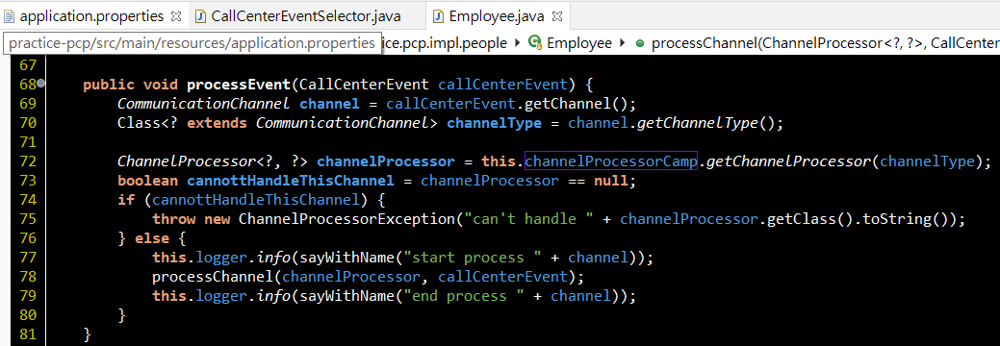 application.properties CallCenterEventSelector.java Employee.java
practice-pcp/src/main/resources/application.properties ice.pcp.impl.people Employee processChannel(ChannelProcessor<?, ?>, CallCenter
67
68 public void processEvent(CallCenterEvent callCenterEvent) {
69 CommunicationChannel channel = callCenterEvent.getChannel();
70 Class<? extends CommunicationChannel> channelType = channel.getChannelType();
71
72 ChannelProcessor<?, ?> channelProcessor = this.channelProcessorCamp.getChannelProcessor(channelType);
73 boolean cannottHandleThisChannel = channelProcessor == null;
74 if (cannottHandleThisChannel) {
75 throw new ChannelProcessorException("can't handle " + channelProcessor.getClass().toString());
76 } else {
77 this.logger.info(sayWithName("start process " + channel));
78 processChannel(channelProcessor, callCenterEvent);
79 this.logger.info(sayWithName("end process " + channel));
80 }
81 }